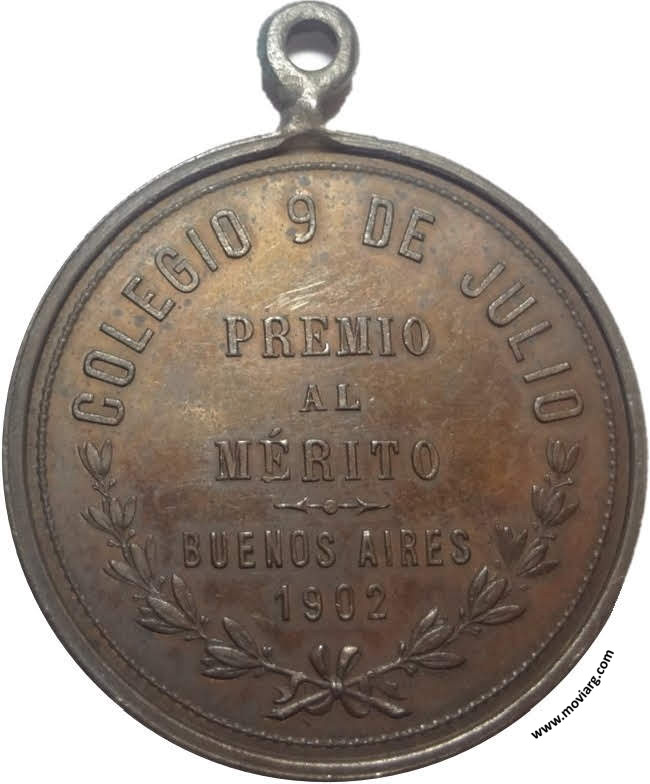 COLEGIO 9 DE JULIO
PREMIO
AL
MÉRITO
BUENOS AIRES
1902
www.moviarg.com